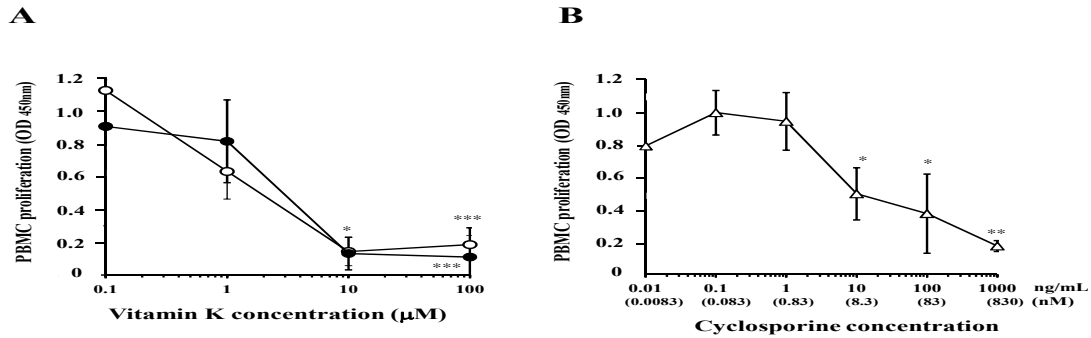 A
PBMC proliferation (OD 450nm)
1.2
1.0
0.8
0.6
0.4
0.2
0
*
***
***
0.1 1 10 100
Vitamin K concentration (μM)
B
PBMC proliferation (OD 450nm)
1.2
1.0
0.8
0.6
0.4
0.2
0
*
*
**
0.01 0.1 1 10 100 1000 ng/mL
(0.0083) (0.083) (0.83) (8.3) (83) (830) (nM)
Cyclosporine concentration